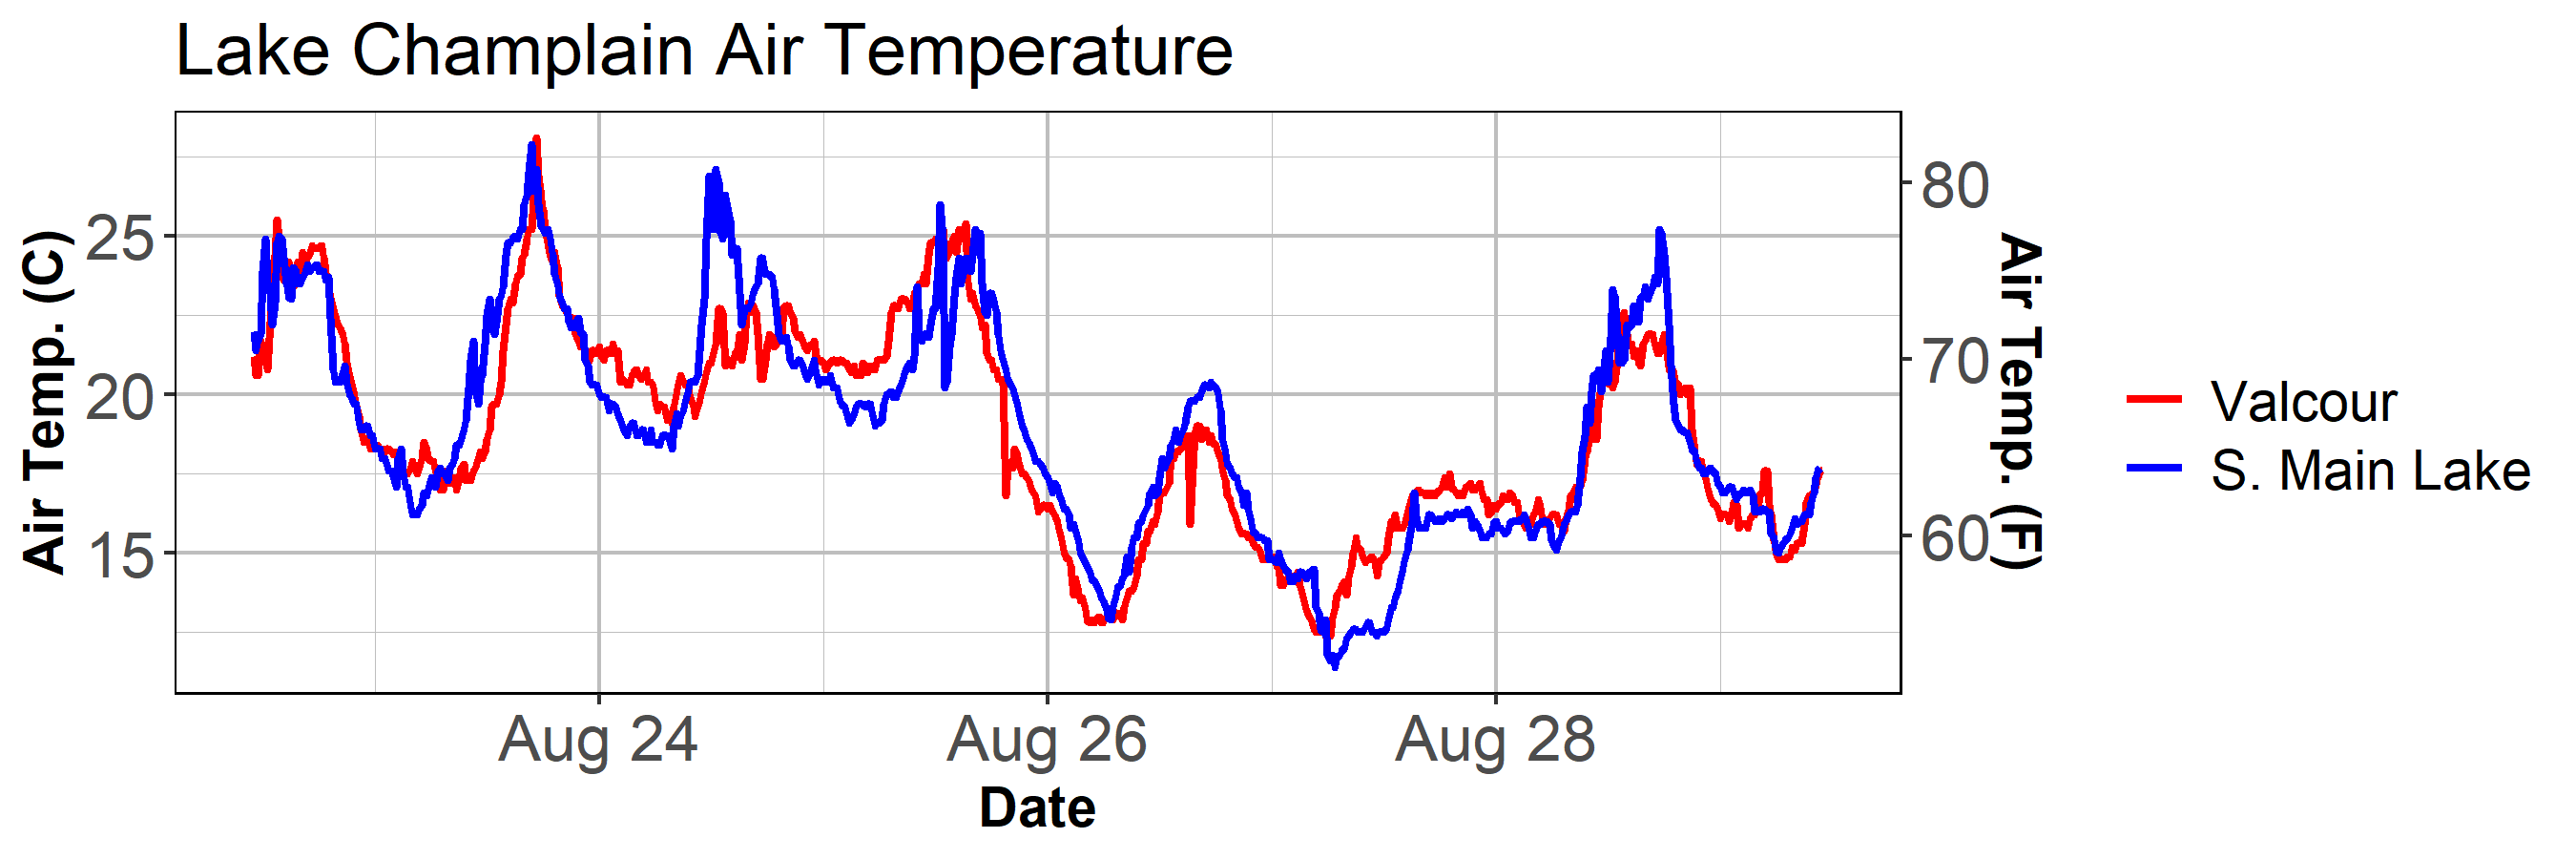 Lake Champlain Air Temperature
Air Temp. (C)
25
20
15
80
70
60
Air Temp. (F)
Valcour
S. Main Lake
Aug 24
Aug 26
Aug 28
Date